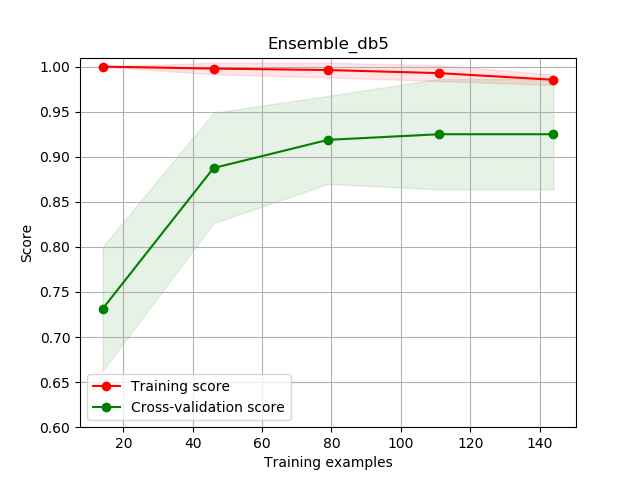 Ensemble_db5
1.00
0.95
0.90
0.85
0.80
0.75
0.70
0.65
0.60
Score
Training score
Cross-validation score
20 40 60 80 100 120 140
Training examples